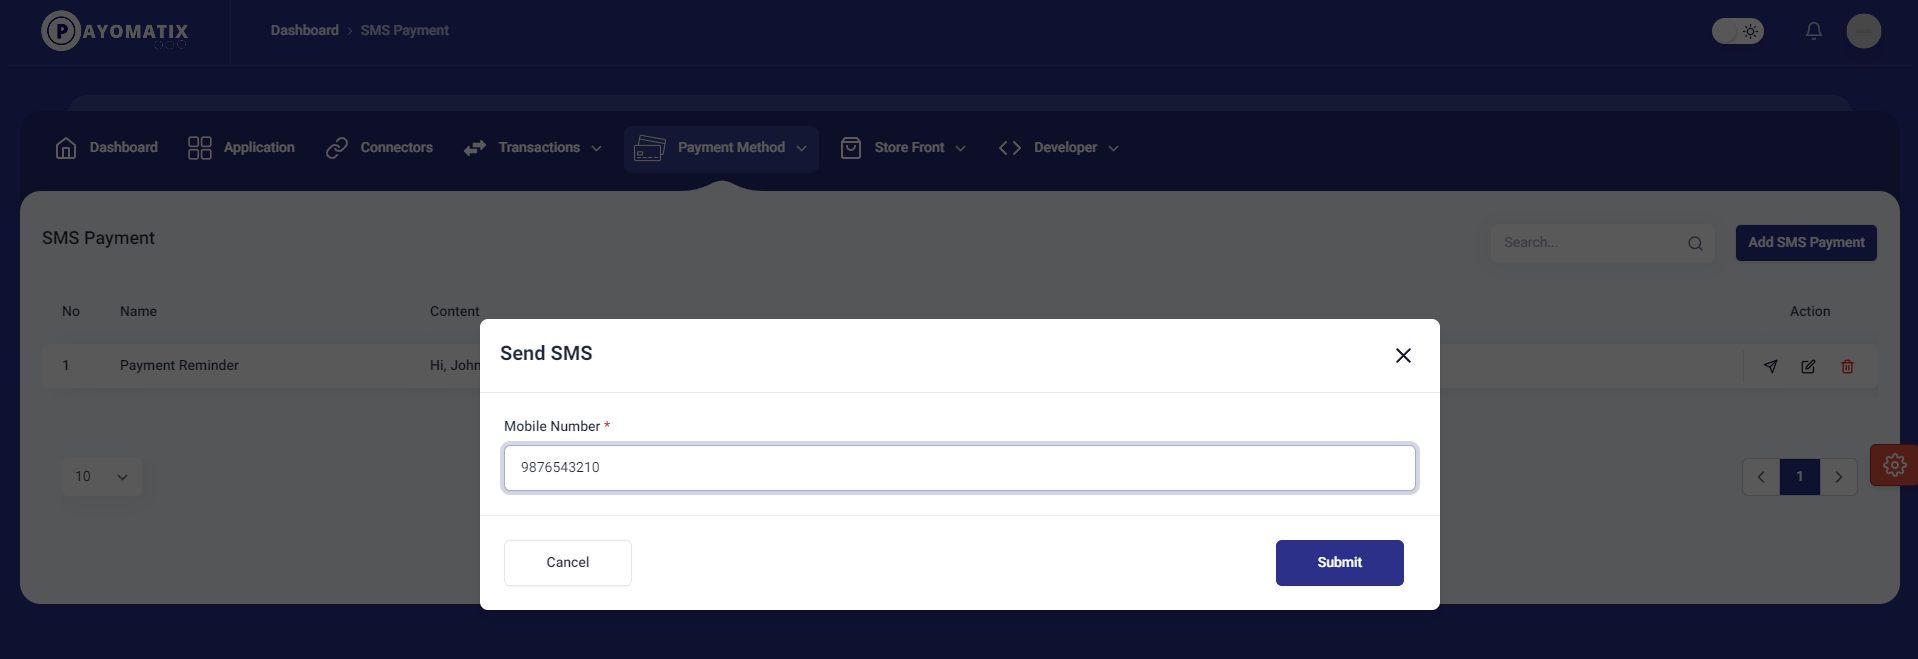 PAYOMATIX
Dashboard > SMS Payment
Dashboard Application Connectors Transactions Payment Method Store Front Developer
SMS Payment
Search...
Add SMS Payment
No Name Content Action
1 Payment Reminder Hi, John
Send SMS
Mobile Number *
9876543210
Cancel
Submit
10
1